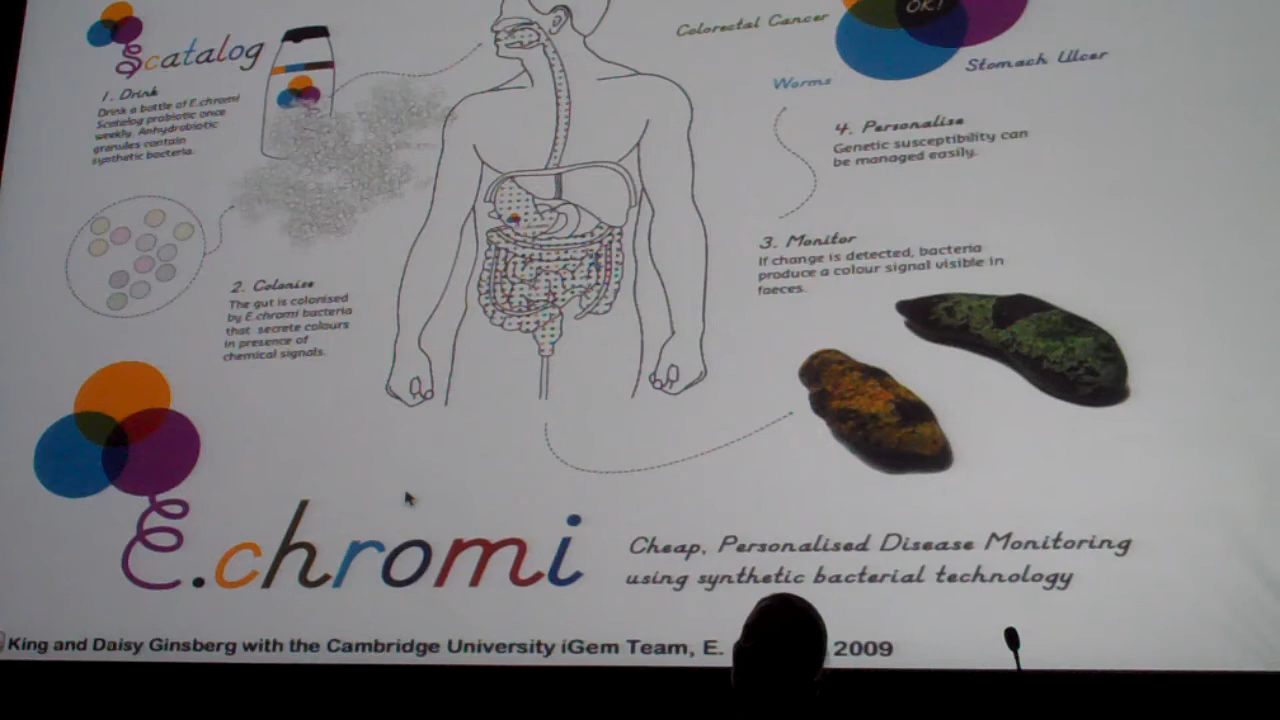 Scatalog
1. Drink
Drink a bottle of E.chromi
Scatalog probiotic once
weekly. Anhydrobiotic
granules contain
synthetic bacteria.
2. Colonise
The gut is colonised
by E.chromi bacteria
that secrete colours
in presence of
chemical signals.
OK!
Colorectal Cancer
Stomach Ulcer
Worms
4. Personalise
Genetic susceptibility can
be managed easily.
3. Monitor
If change is detected, bacteria
produce a colour signal visible in
faeces.
E.chromi
Cheap, Personalised Disease Monitoring
using synthetic bacterial technology
King and Daisy Ginsberg with the Cambridge University iGem Team, E. 2009